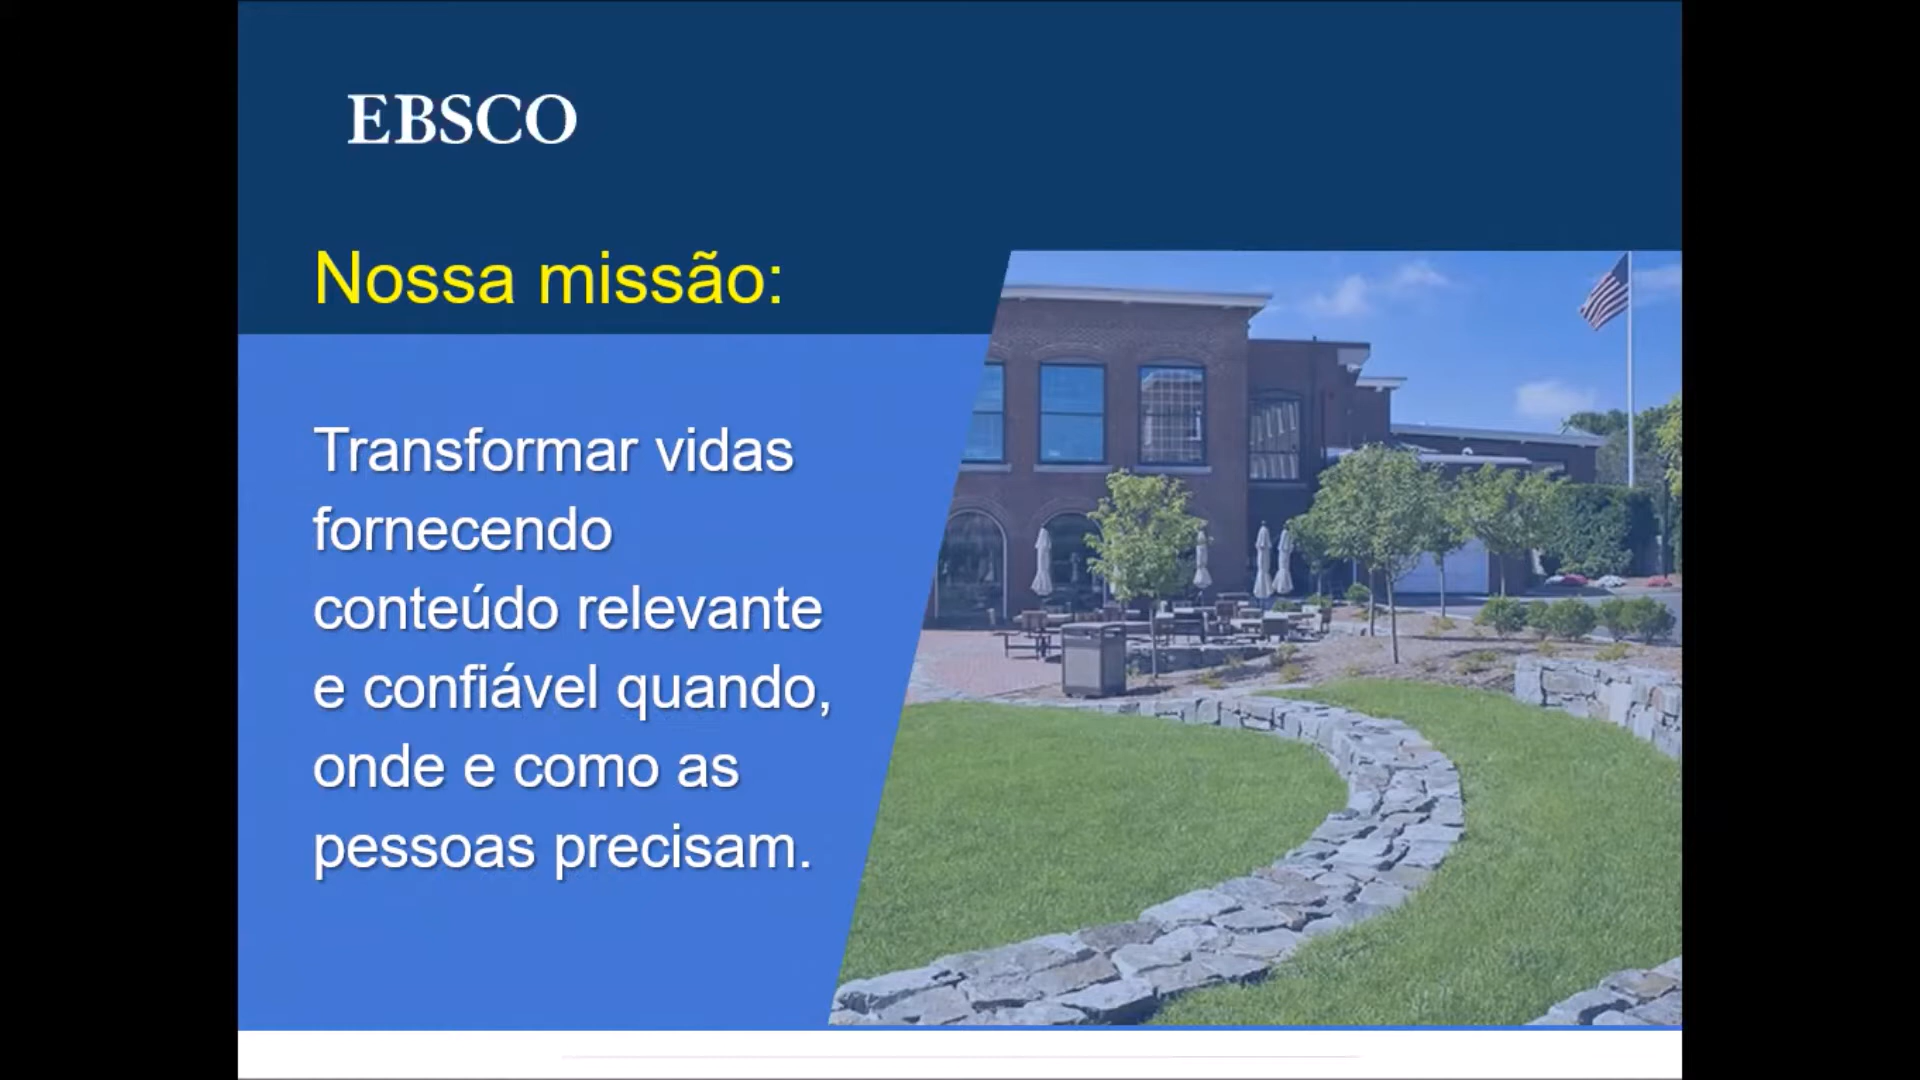 EBSCO
Nossa missão:
Transformar vidas
fornecendo
conteúdo relevante
e confiável quando,
onde e como as
pessoas precisam.